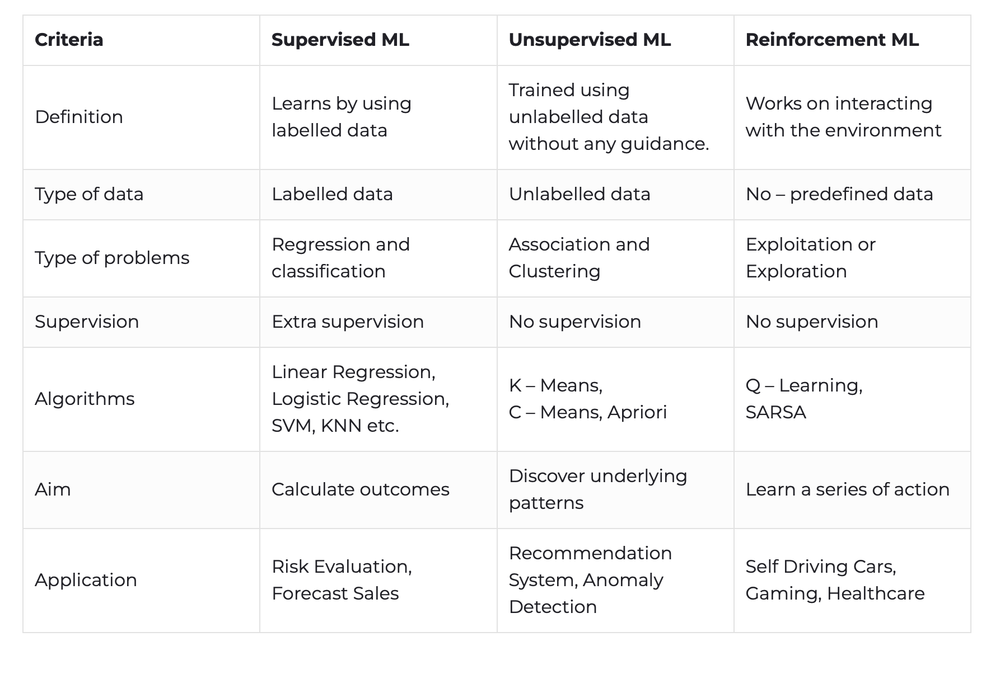 Criteria
Supervised ML
Unsupervised ML
Reinforcement ML
Definition
Learns by using
labelled data
Trained using
unlabelled data
without any guidance.
Works on interacting
with the environment
Type of data
Labelled data
Unlabelled data
No – predefined data
Type of problems
Regression and
classification
Association and
Clustering
Exploitation or
Exploration
Supervision
Extra supervision
No supervision
No supervision
Algorithms
Linear Regression,
Logistic Regression,
SVM, KNN etc.
K – Means,
C – Means, Apriori
Q – Learning,
SARSA
Aim
Calculate outcomes
Discover underlying
patterns
Learn a series of action
Application
Risk Evaluation,
Forecast Sales
Recommendation
System, Anomaly
Detection
Self Driving Cars,
Gaming, Healthcare